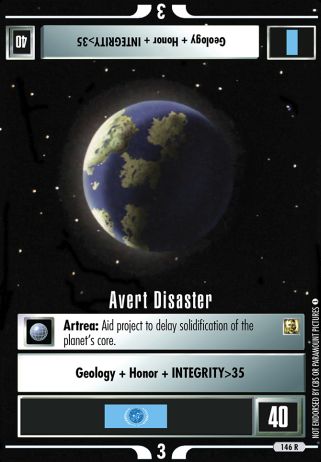 3
40
Geology + Honor + INTEGRITY>35
Avert Disaster
Artrea: Aid project to delay solidification of the
planet's core.
Geology + Honor + INTEGRITY>35
40
3
146 R
NOT ENDORSED BY CBS OR PARAMOUNT PICTURES